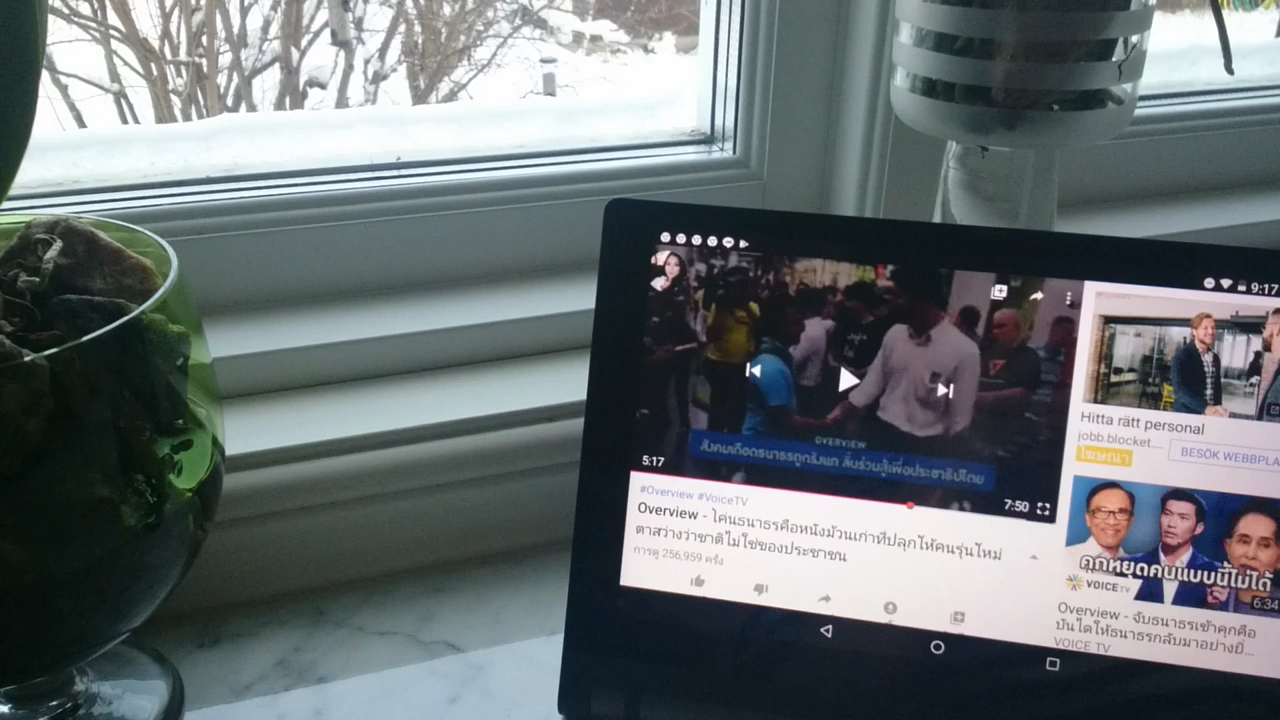 9:17
OVERVIEW
สังคมเดือดธนาธรถูกรังแก ลั่นร่วมสู้เพื่อประชาธิปไตย
5:17
7:50
#Overview #VoiceTV
Overview - โค่นธนาธรคือหนังม้วนเก่าที่ปลุกให้คนรุ่นใหม่
ตาสว่างว่าชาติไม่ใช่ของประชาชน
การดู 256,959 ครั้ง
Hitta rätt personal
jobb.blocket....
โฆษณา
BESÖK WEBBPLA
คุกหยุดคนแบบนี้ไม่ได้
VOICE TV
6:34
Overview - จับธนาธรเข้าคุกคือ
บันไดให้ธนาธรกลับมาอย่างยิ่...
VOICE TV